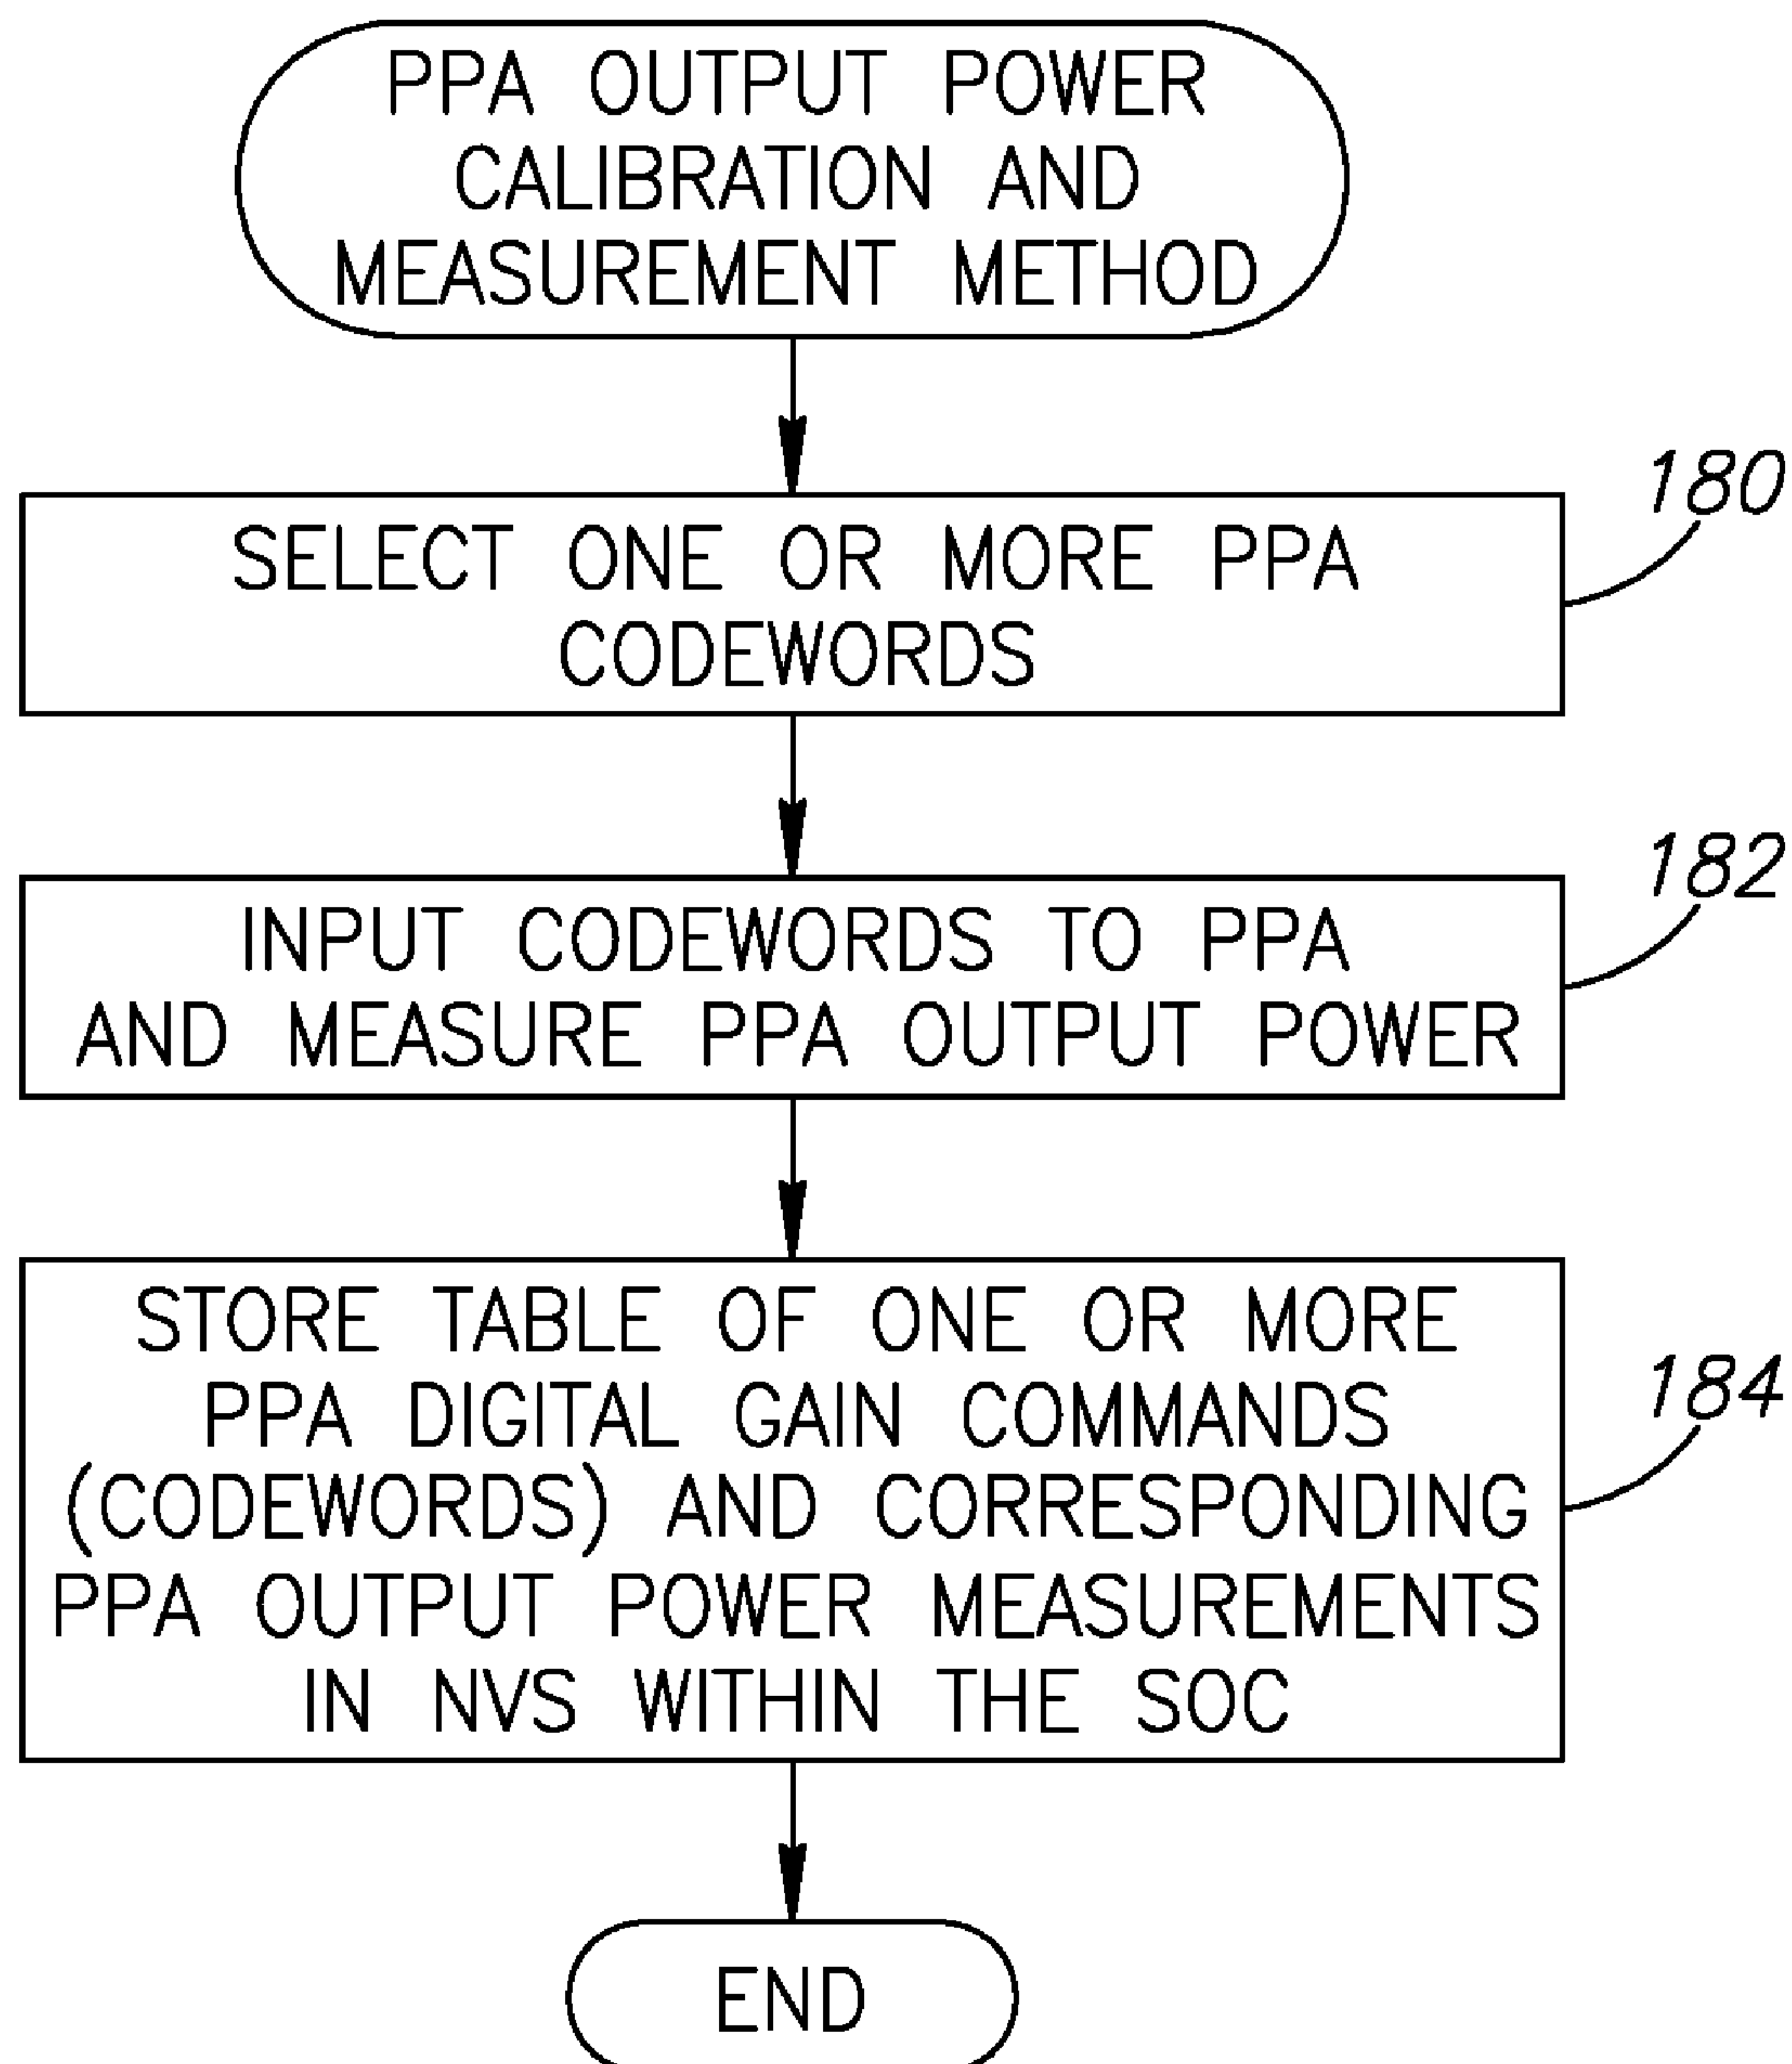 PPA OUTPUT POWER
CALIBRATION AND
MEASUREMENT METHOD
180
SELECT ONE OR MORE PPA
CODEWORDS
182
INPUT CODEWORDS TO PPA
AND MEASURE PPA OUTPUT POWER
184
STORE TABLE OF ONE OR MORE
PPA DIGITAL GAIN COMMANDS
(CODEWORDS) AND CORRESPONDING
PPA OUTPUT POWER MEASUREMENTS
IN NVS WITHIN THE SOC
END